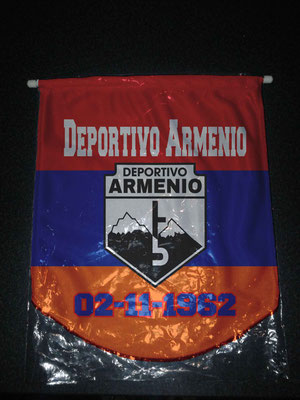 DEPORTIVO ARMENIO
DEPORTIVO
ARMENIO
02-11-1962